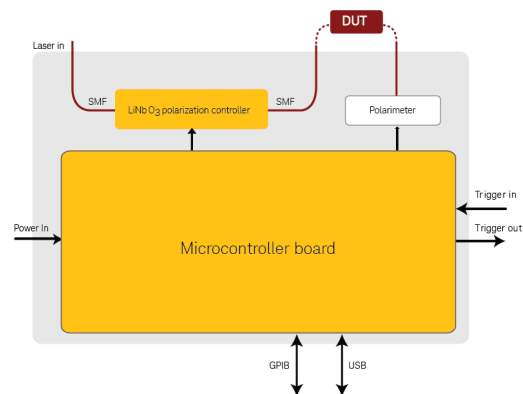 DUT
Laser in
SMF
LiNbO3 polarization controller
SMF
Polarimeter
Trigger in
Power In
Trigger out
Microcontroller board
GPIB
USB